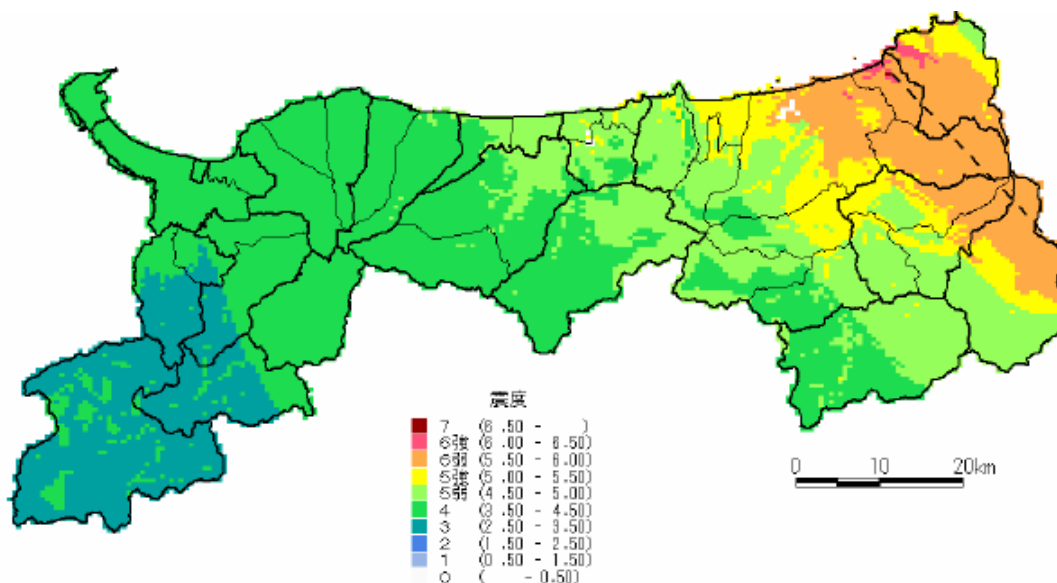 震度
7 (6.50 - )
6強 (6.00 - 6.50)
6弱 (5.50 - 6.00)
5強 (5.00 - 5.50)
5弱 (4.50 - 5.00)
4 (3.50 - 4.50)
3 (2.50 - 3.50)
2 (1.50 - 2.50)
1 (0.50 - 1.50)
0 ( - 0.50)
0 10 20km